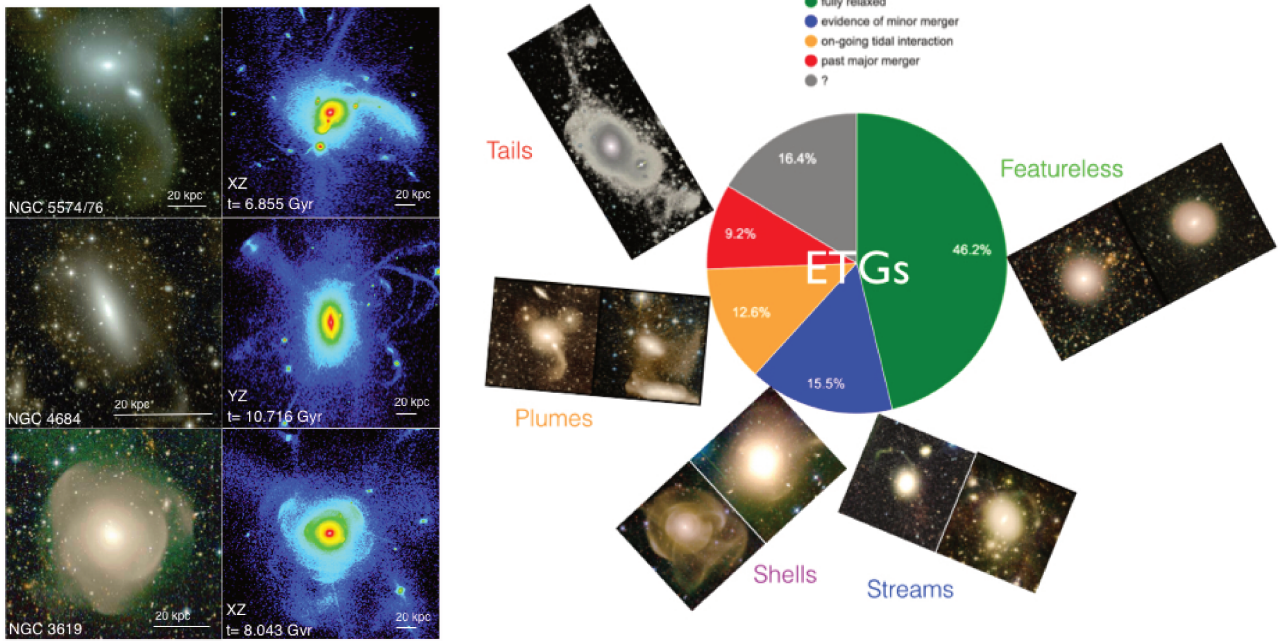 NGC 5574/76
20 kpc
XZ
t= 6.855 Gyr
20 kpc
NGC 4684
20 kpc
YZ
t= 10.716 Gyr
20 kpc
NGC 3619
20 kpc
XZ
t= 8.043 Gyr
20 kpc
fully relaxed
evidence of minor merger
on-going tidal interaction
past major merger
?
Tails
Featureless
16.4%
9.2%
46.2%
ETGs
12.6%
15.5%
Plumes
Shells
Streams